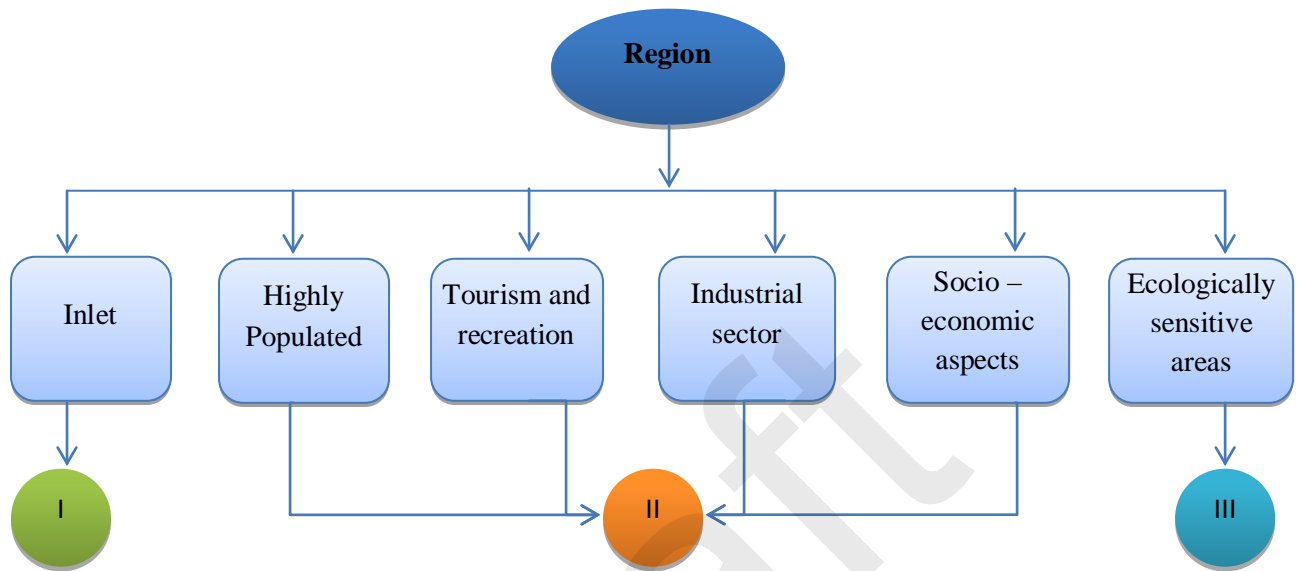 Region
Inlet
Highly
Populated
Tourism and
recreation
Industrial
sector
Socio –
economic
aspects
Ecologically
sensitive
areas
I
II
III